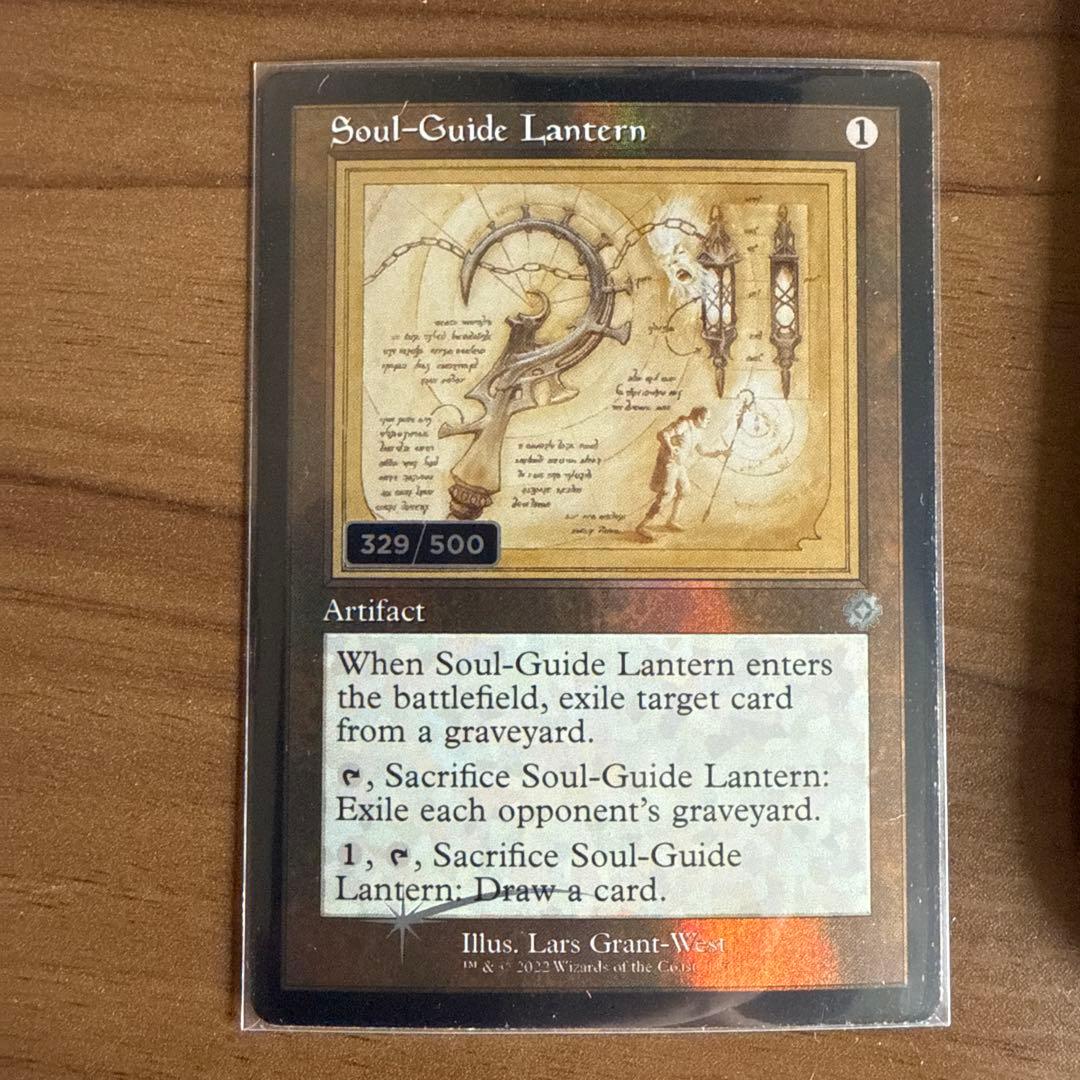 Soul-Guide Lantern 1
329/500
Artifact
When Soul-Guide Lantern enters
the battlefield, exile target card
from a graveyard.
, Sacrifice Soul-Guide Lantern:
Exile each opponent's graveyard.
1, , Sacrifice Soul-Guide
Lantern: Draw a card.
Illus. Lars Grant-West
™ & © 2022 Wizards of the Coast